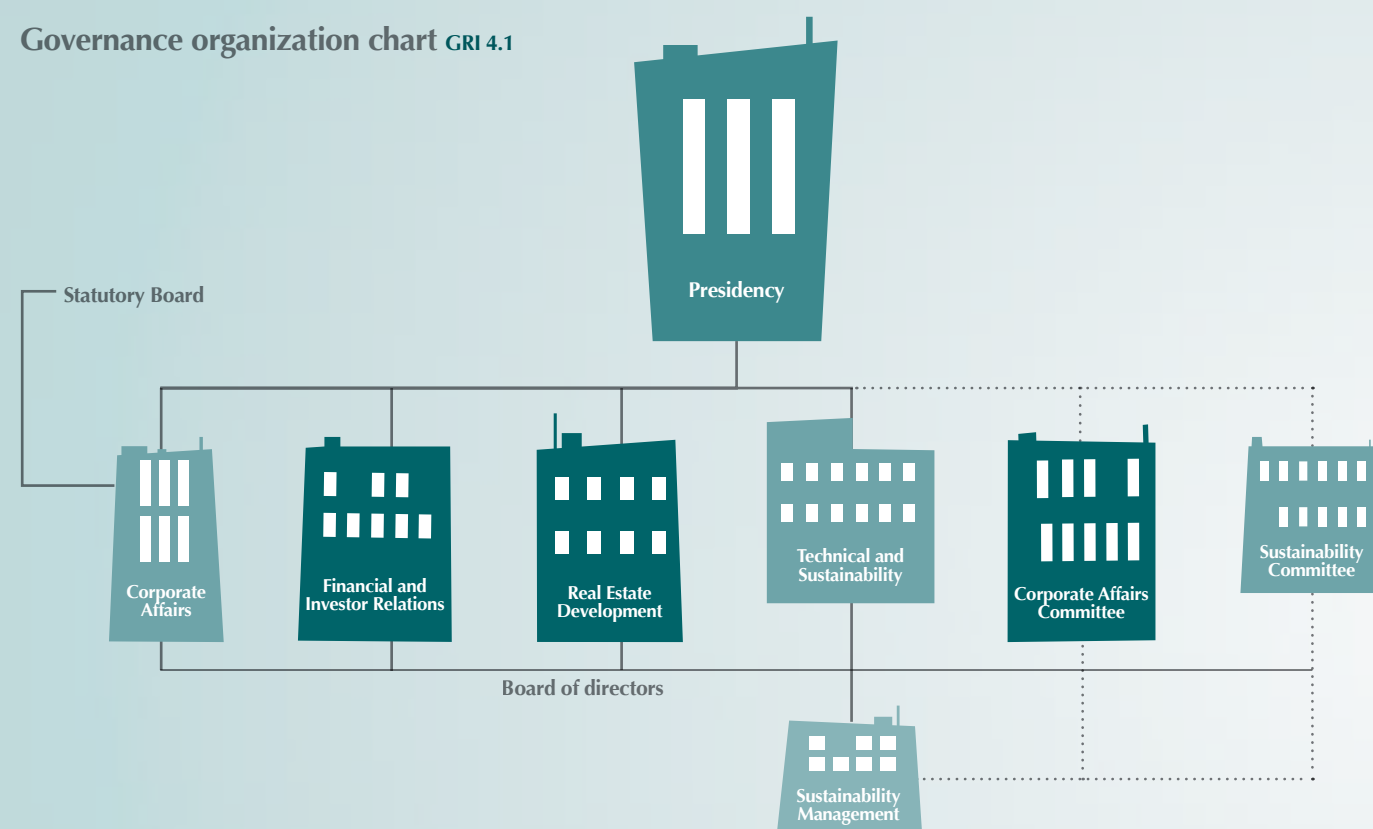 Governance organization chart GRI 4.1
Presidency
Statutory Board
Corporate
Affairs
Financial and
Investor Relations
Real Estate
Development
Technical and
Sustainability
Corporate Affairs
Committee
Sustainability
Committee
Board of directors
Sustainability
Management